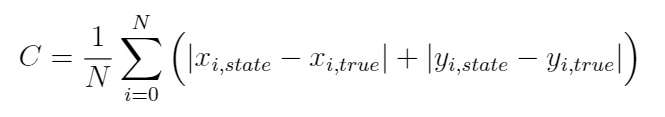 C = \frac{1}{N} \sum_{i=0}^{N} \left( |x_{i,state} - x_{i,true}| + |y_{i,state} - y_{i,true}| \right)